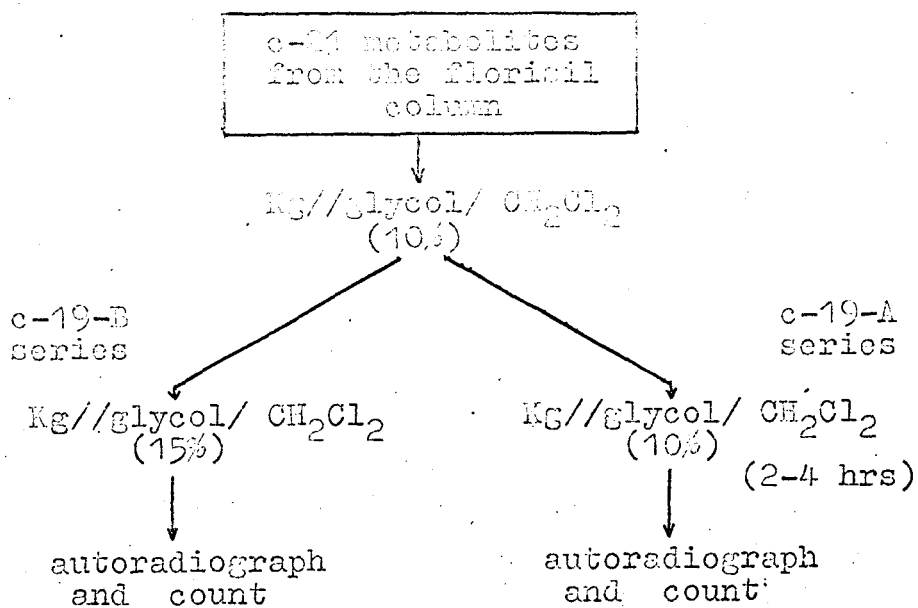 c-21 metabolites
from the florisil
column
Kg//glycol/ CH₂Cl₂
(10%)
c-19-B
series
c-19-A
series
Kg//glycol/ CH₂Cl₂
(15%)
Kg//glycol/ CH₂Cl₂
(10%)
(2-4 hrs)
autoradiograph
and count
autoradiograph
and count